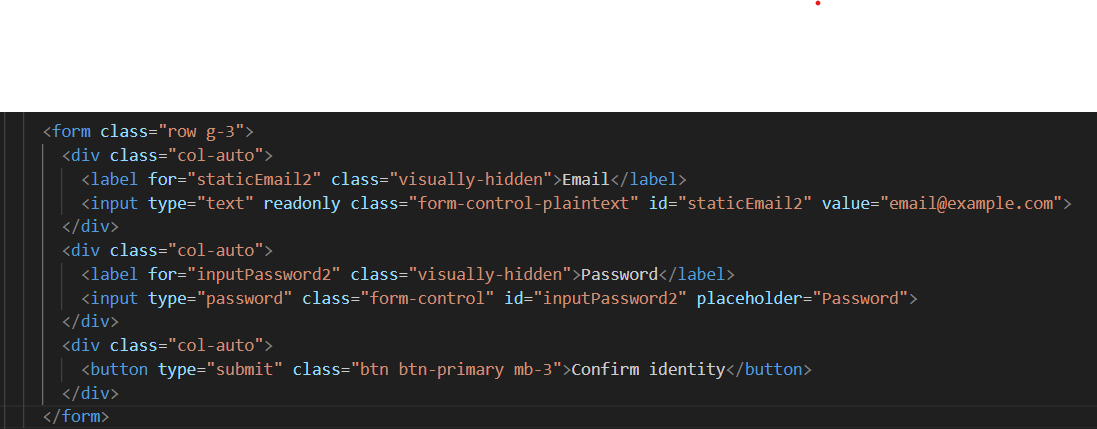 <form class="row g-3">
<div class="col-auto">
<label for="staticEmail2" class="visually-hidden">Email</label>
<input type="text" readonly class="form-control-plaintext" id="staticEmail2" value="email@example.com">
</div>
<div class="col-auto">
<label for="inputPassword2" class="visually-hidden">Password</label>
<input type="password" class="form-control" id="inputPassword2" placeholder="Password">
</div>
<div class="col-auto">
<button type="submit" class="btn btn-primary mb-3">Confirm identity</button>
</div>
</form>